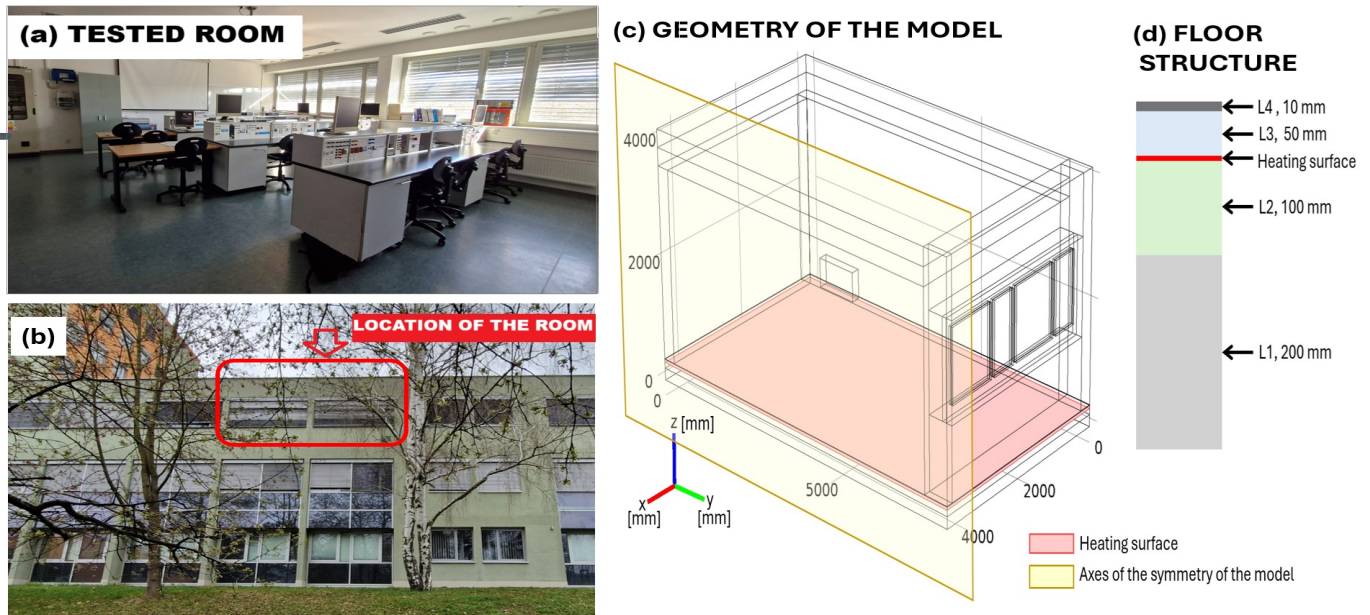 (a) TESTED ROOM
(b)
LOCATION OF THE ROOM
(c) GEOMETRY OF THE MODEL
4000
2000
0
0
z [mm]
x
[mm]
y
[mm]
5000
4000
2000
0
Heating surface
Axes of the symmetry of the model
(d) FLOOR
STRUCTURE
L4 , 10 mm
L3, 50 mm
Heating surface
L2, 100 mm
L1, 200 mm